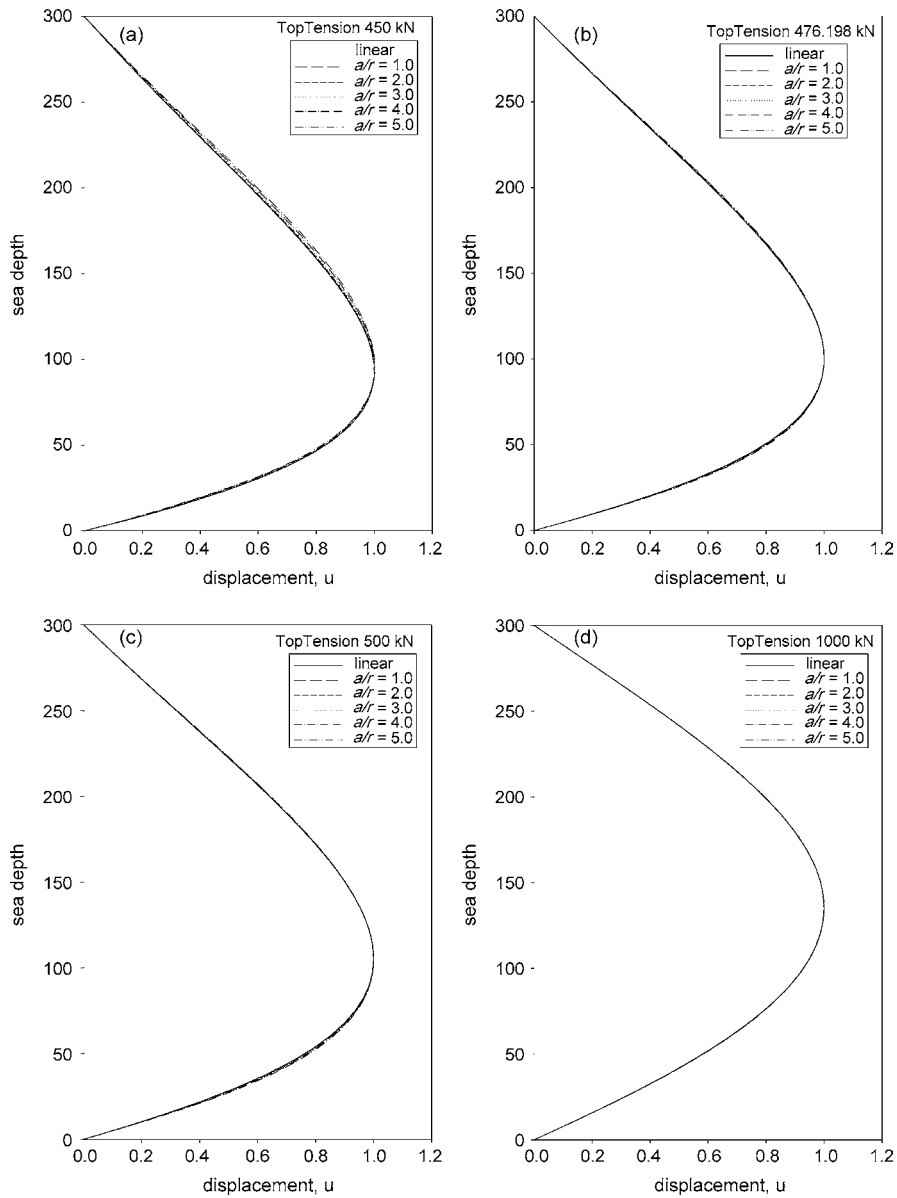 (a)
TopTension 450 kN
linear
a/r = 1.0
a/r = 2.0
a/r = 3.0
a/r = 4.0
a/r = 5.0
300
250
200
150
100
50
0
sea depth
0.0 0.2 0.4 0.6 0.8 1.0 1.2
displacement, u
(b)
TopTension 476.198 kN
linear
a/r = 1.0
a/r = 2.0
a/r = 3.0
a/r = 4.0
a/r = 5.0
300
250
200
150
100
50
0
sea depth
0.0 0.2 0.4 0.6 0.8 1.0 1.2
displacement, u
(c)
TopTension 500 kN
linear
a/r = 1.0
a/r = 2.0
a/r = 3.0
a/r = 4.0
a/r = 5.0
300
250
200
150
100
50
0
sea depth
0.0 0.2 0.4 0.6 0.8 1.0 1.2
displacement, u
(d)
TopTension 1000 kN
linear
a/r = 1.0
a/r = 2.0
a/r = 3.0
a/r = 4.0
a/r = 5.0
300
250
200
150
100
50
0
sea depth
0.0 0.2 0.4 0.6 0.8 1.0 1.2
displacement, u